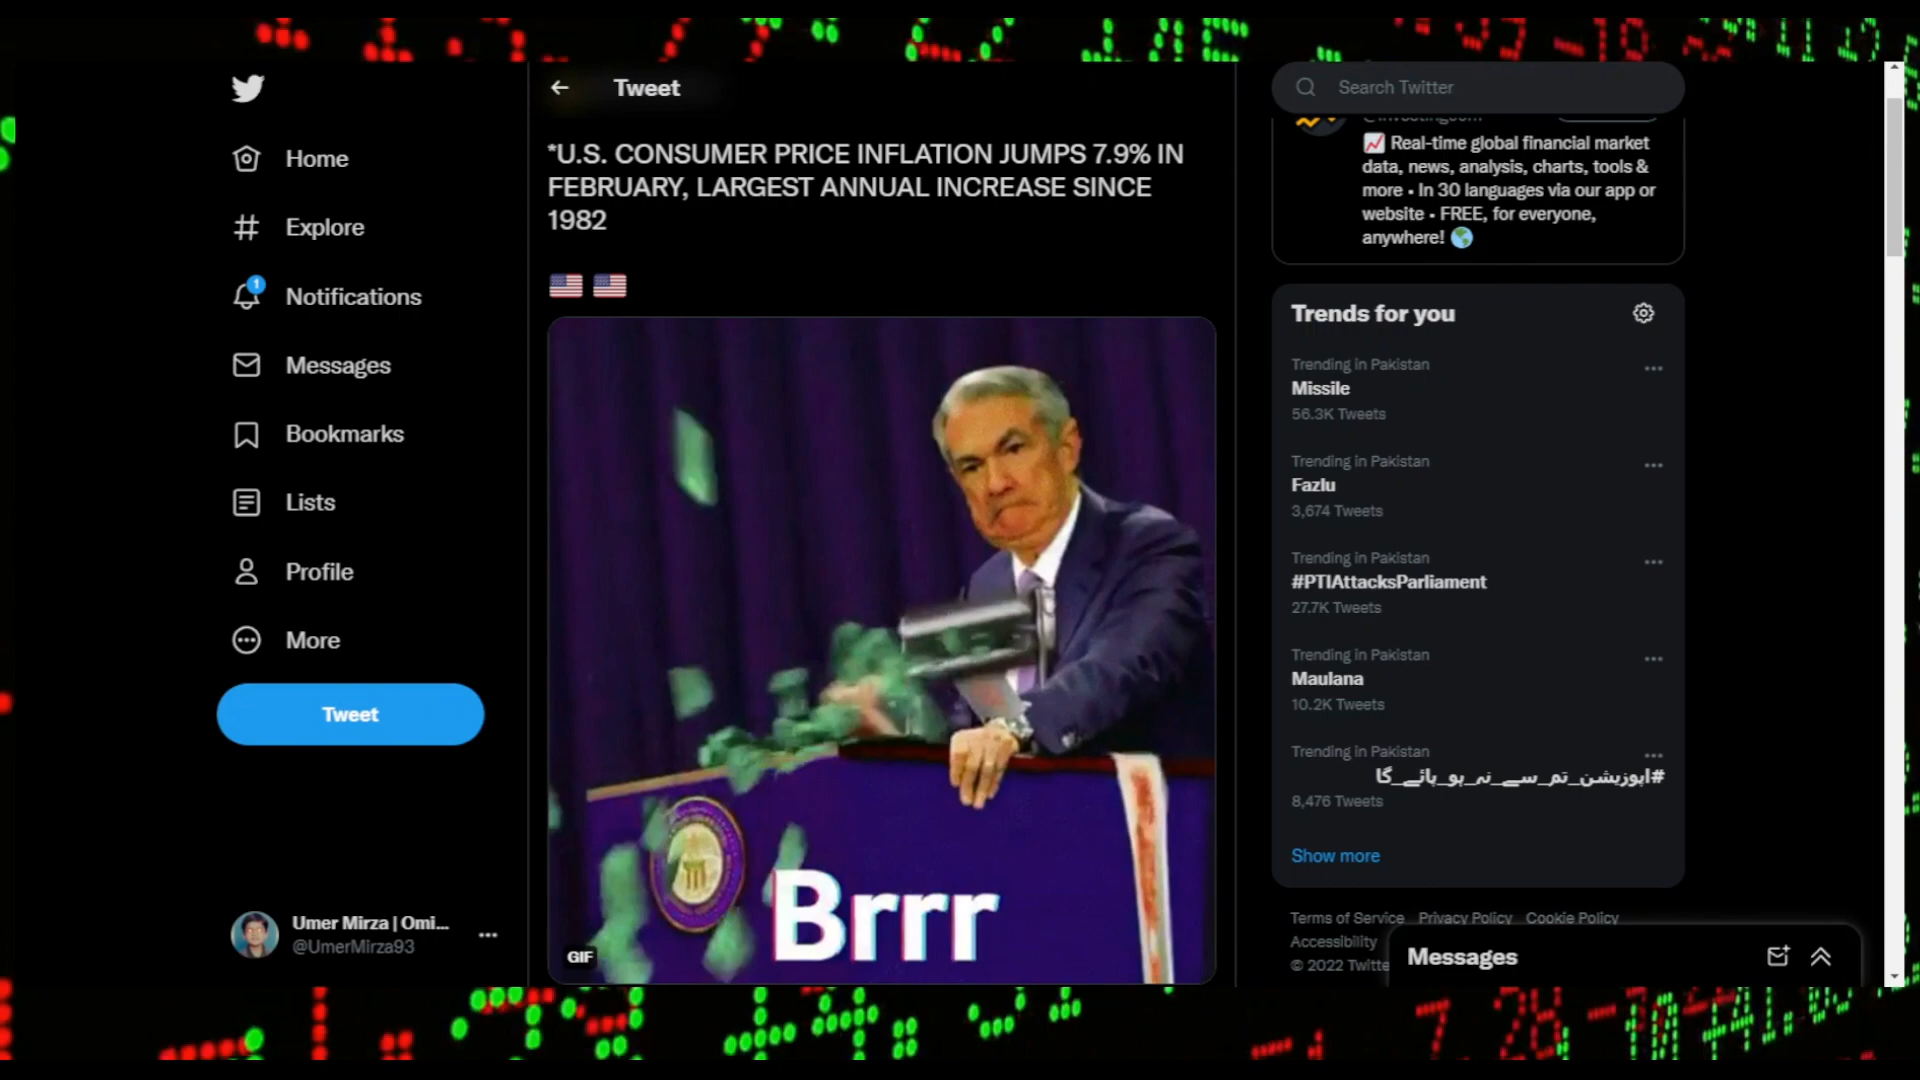 Tweet
Search Twitter
Home
Explore
1
Notifications
Messages
Bookmarks
Lists
Profile
More
Tweet
Umer Mirza | Omi...
@UmerMirza93
*U.S. CONSUMER PRICE INFLATION JUMPS 7.9% IN
FEBRUARY, LARGEST ANNUAL INCREASE SINCE
1982
Brrr
GIF
Real-time global financial market
data, news, analysis, charts, tools &
more • In 30 languages via our app or
website • FREE, for everyone,
anywhere!
Trends for you
Trending in Pakistan
Missile
56.3K Tweets
Trending in Pakistan
Fazlu
3,674 Tweets
Trending in Pakistan
#PTIAttacksParliament
27.7K Tweets
Trending in Pakistan
Maulana
10.2K Tweets
Trending in Pakistan
#اپوزیشن_تم_سے_نہ_ہو_پائے_گا
8,476 Tweets
Show more
Terms of Service Privacy Policy Cookie Policy
Accessibility
© 2022 Twitte
Messages